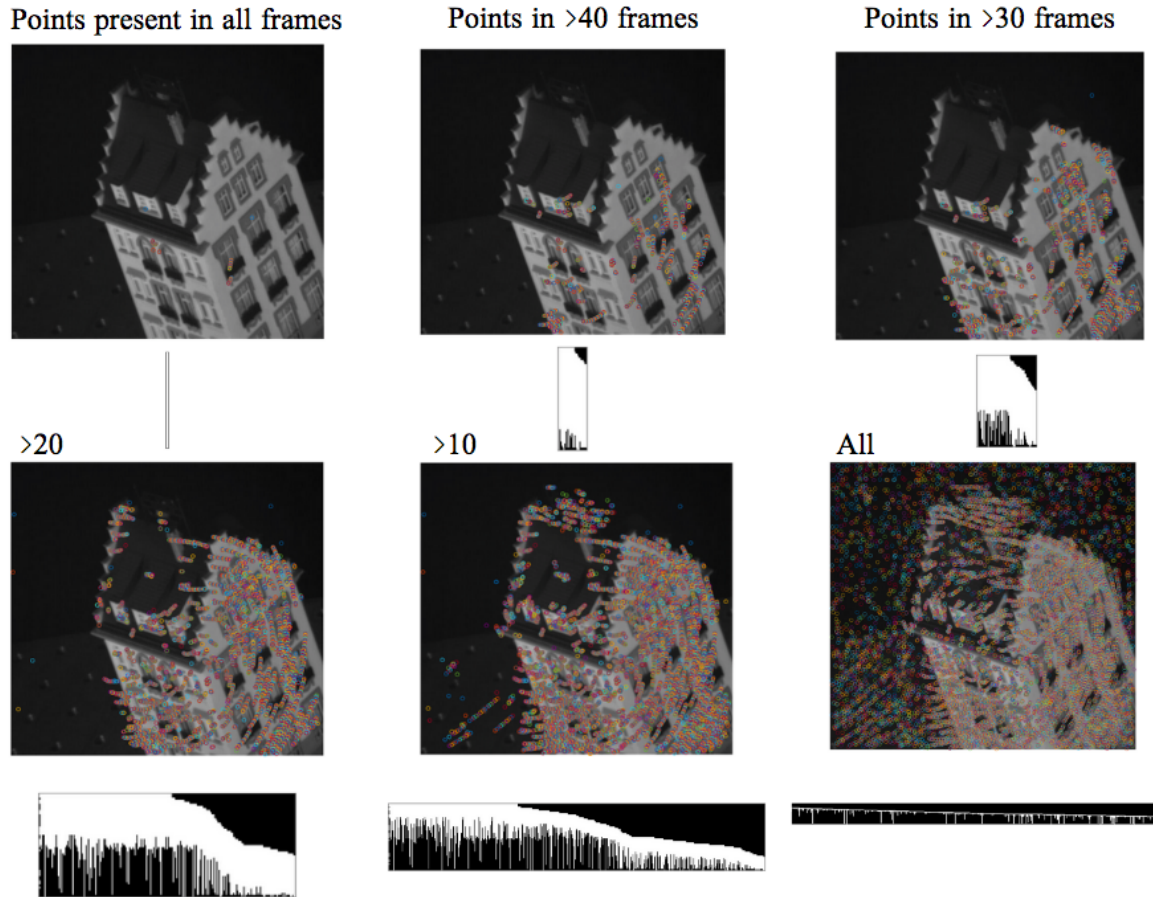 Points present in all frames
Points in >40 frames
Points in >30 frames
>20
>10
All